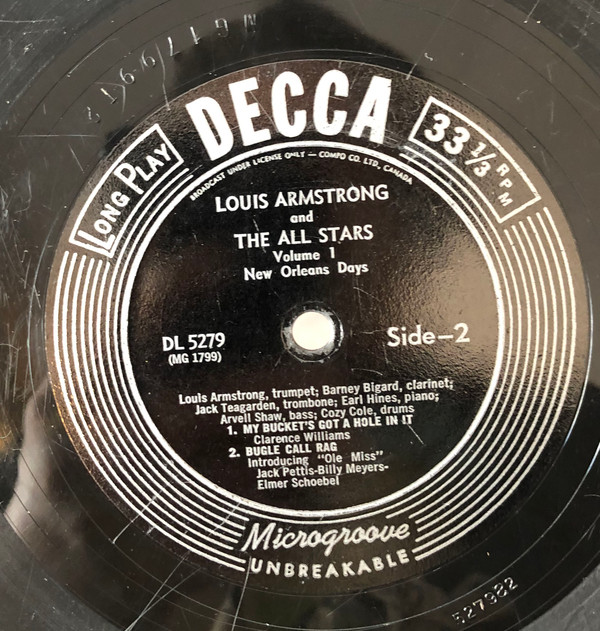 MG1799
DECCA
LONG PLAY
33 1/3 RPM
BROADCAST UNDER LICENSE ONLY — COMPO CO. LTD., CANADA
LOUIS ARMSTRONG
and
THE ALL STARS
Volume 1
New Orleans Days
DL 5279
(MG 1799)
Side-2
Louis Armstrong, trumpet; Barney Bigard, clarinet;
Jack Teagarden, trombone; Earl Hines, piano;
Arvell Shaw, bass; Cozy Cole, drums
1. MY BUCKET'S GOT A HOLE IN IT
Clarence Williams
2. BUGLE CALL RAG
Introducing "Ole Miss"
Jack Pettis-Billy Meyers-
Elmer Schoebel
Microgroove
UNBREAKABLE
527982